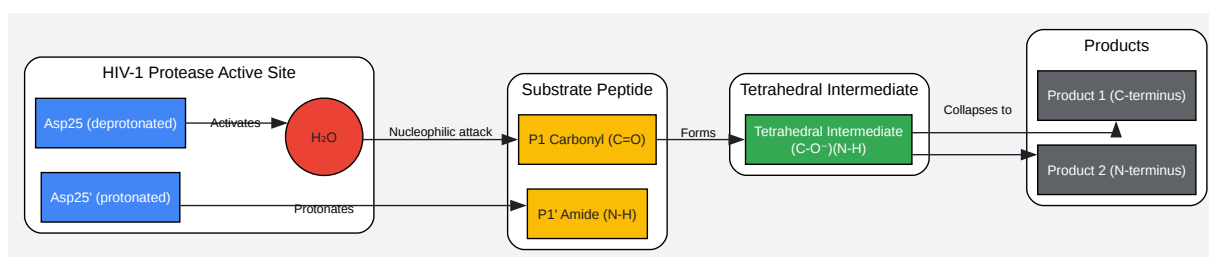 HIV-1 Protease Active Site
Asp25 (deprotonated)
Activates
H₂O
Asp25' (protonated)
Protonates
Nucleophilic attack
Substrate Peptide
P1 Carbonyl (C=O)
P1' Amide (N-H)
Forms
Tetrahedral Intermediate
Tetrahedral Intermediate
(C-O⁻)(N-H)
Collapses to
Products
Product 1 (C-terminus)
Product 2 (N-terminus)